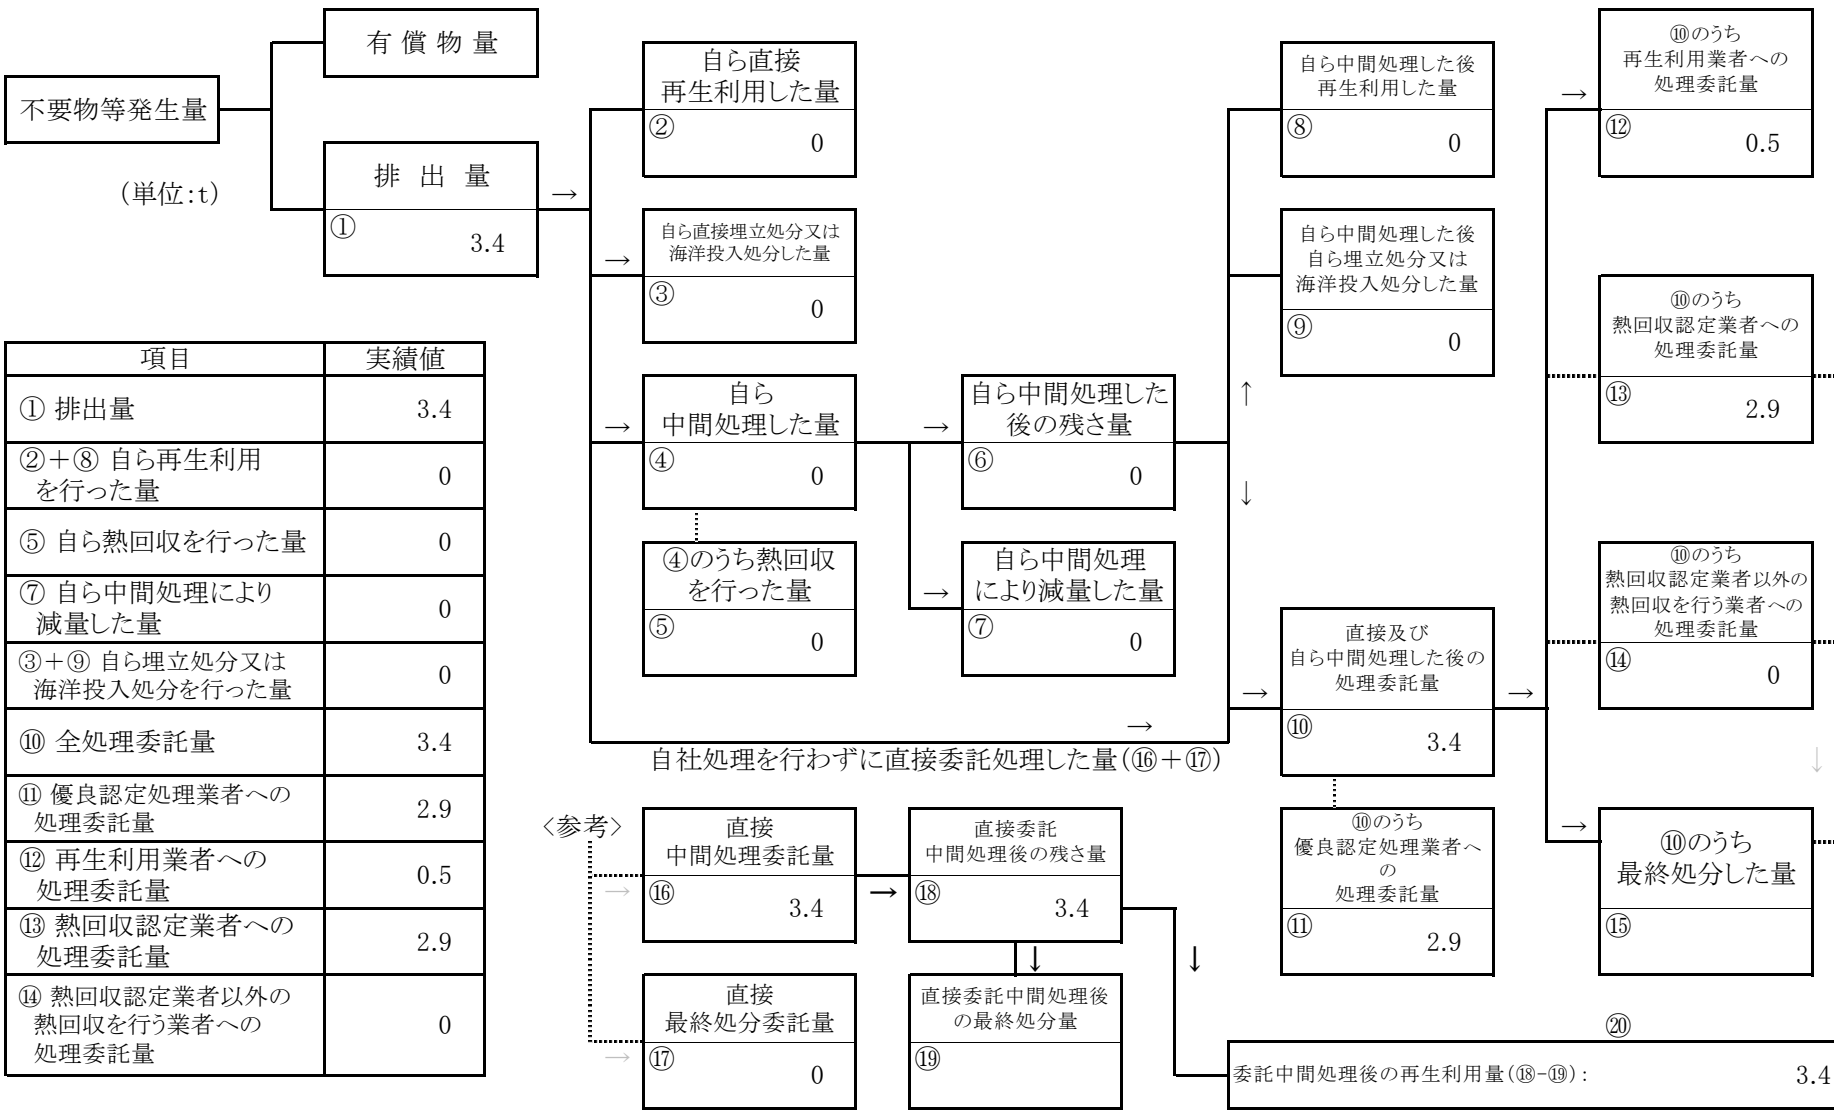 有 償 物 量
不要物等発生量
(単位:t)
排 出 量
①
3.4
→
自ら直接
再生利用した量
②
0
→
自ら直接埋立処分又は
海洋投入処分した量
③
0
→
自ら
中間処理した量
④
0
④のうち熱回収
を行った量
⑤
0
→
自ら中間処理した
後の残さ量
⑥
0
→
自ら中間処理
により減量した量
⑦
0
自ら中間処理した後
再生利用した量
⑧
0
自ら中間処理した後
自ら埋立処分又は
海洋投入処分した量
⑨
0
↑
↓
→
自社処理を行わずに直接委託処理した量(⑯+⑰)
→
直接及び
自ら中間処理した後の
処理委託量
⑩
3.4
⑩のうち
優良認定処理業者へ
の
処理委託量
⑪
2.9
→
→
⑩のうち
再生利用業者への
処理委託量
⑫
0.5
⑩のうち
熱回収認定業者への
処理委託量
⑬
2.9
⑩のうち
熱回収認定業者以外の
熱回収を行う業者への
処理委託量
⑭
0
↓
→
⑩のうち
最終処分した量
⑮
項目 実績値
① 排出量 3.4
②+⑧ 自ら再生利用
を行った量 0
⑤ 自ら熱回収を行った量 0
⑦ 自ら中間処理により
減量した量 0
③+⑨ 自ら埋立処分又は
海洋投入処分を行った量 0
⑩ 全処理委託量 3.4
⑪ 優良認定処理業者への
処理委託量 2.9
⑫ 再生利用業者への
処理委託量 0.5
⑬ 熱回収認定業者への
処理委託量 2.9
⑭ 熱回収認定業者以外の
熱回収を行う業者への
処理委託量 0
〈参考〉
→
直接
中間処理委託量
⑯
3.4
→
直接委託
中間処理後の残さ量
⑱
3.4
↓
↓
→
直接
最終処分委託量
⑰
0
直接委託中間処理後
の最終処分量
⑲
⑳
委託中間処理後の再生利用量(⑱-⑲): 3.4